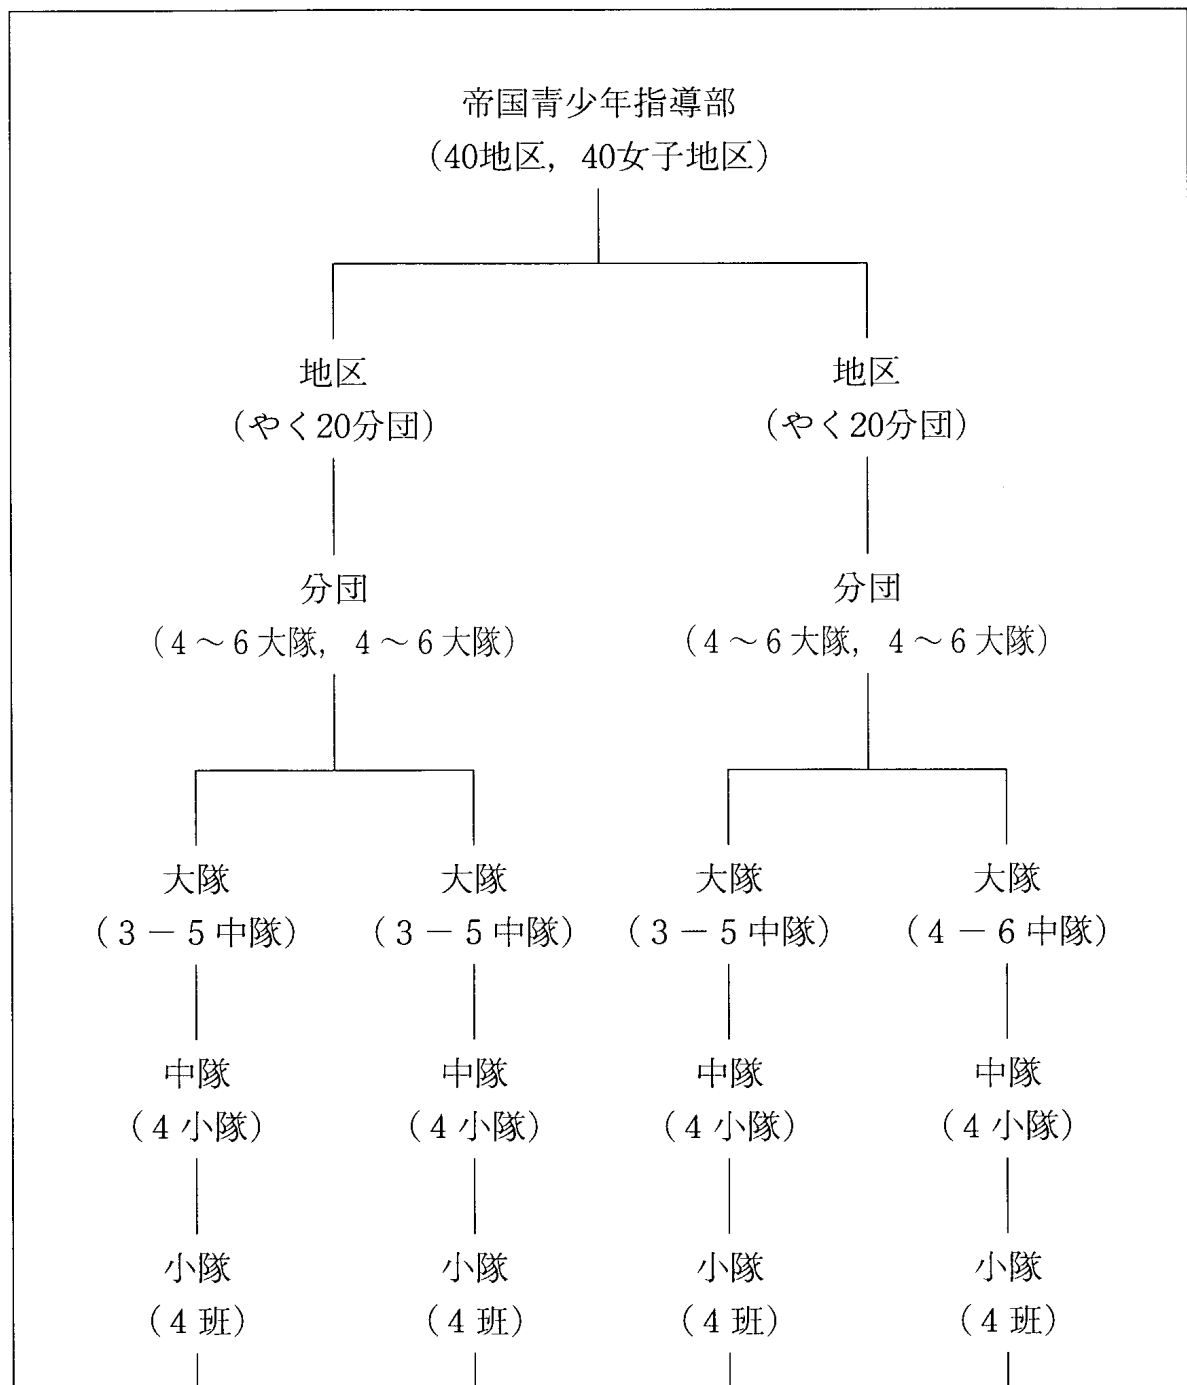 帝国青少年指導部
(40地区，40女子地区)
地区
(やく20分団)
地区
(やく20分団)
分団
(4～6大隊，4～6大隊)
分団
(4～6大隊，4～6大隊)
大隊
(3－5中隊)
大隊
(3－5中隊)
大隊
(3－5中隊)
大隊
(4－6中隊)
中隊
(4小隊)
中隊
(4小隊)
中隊
(4小隊)
中隊
(4小隊)
小隊
(4班)
小隊
(4班)
小隊
(4班)
小隊
(4班)